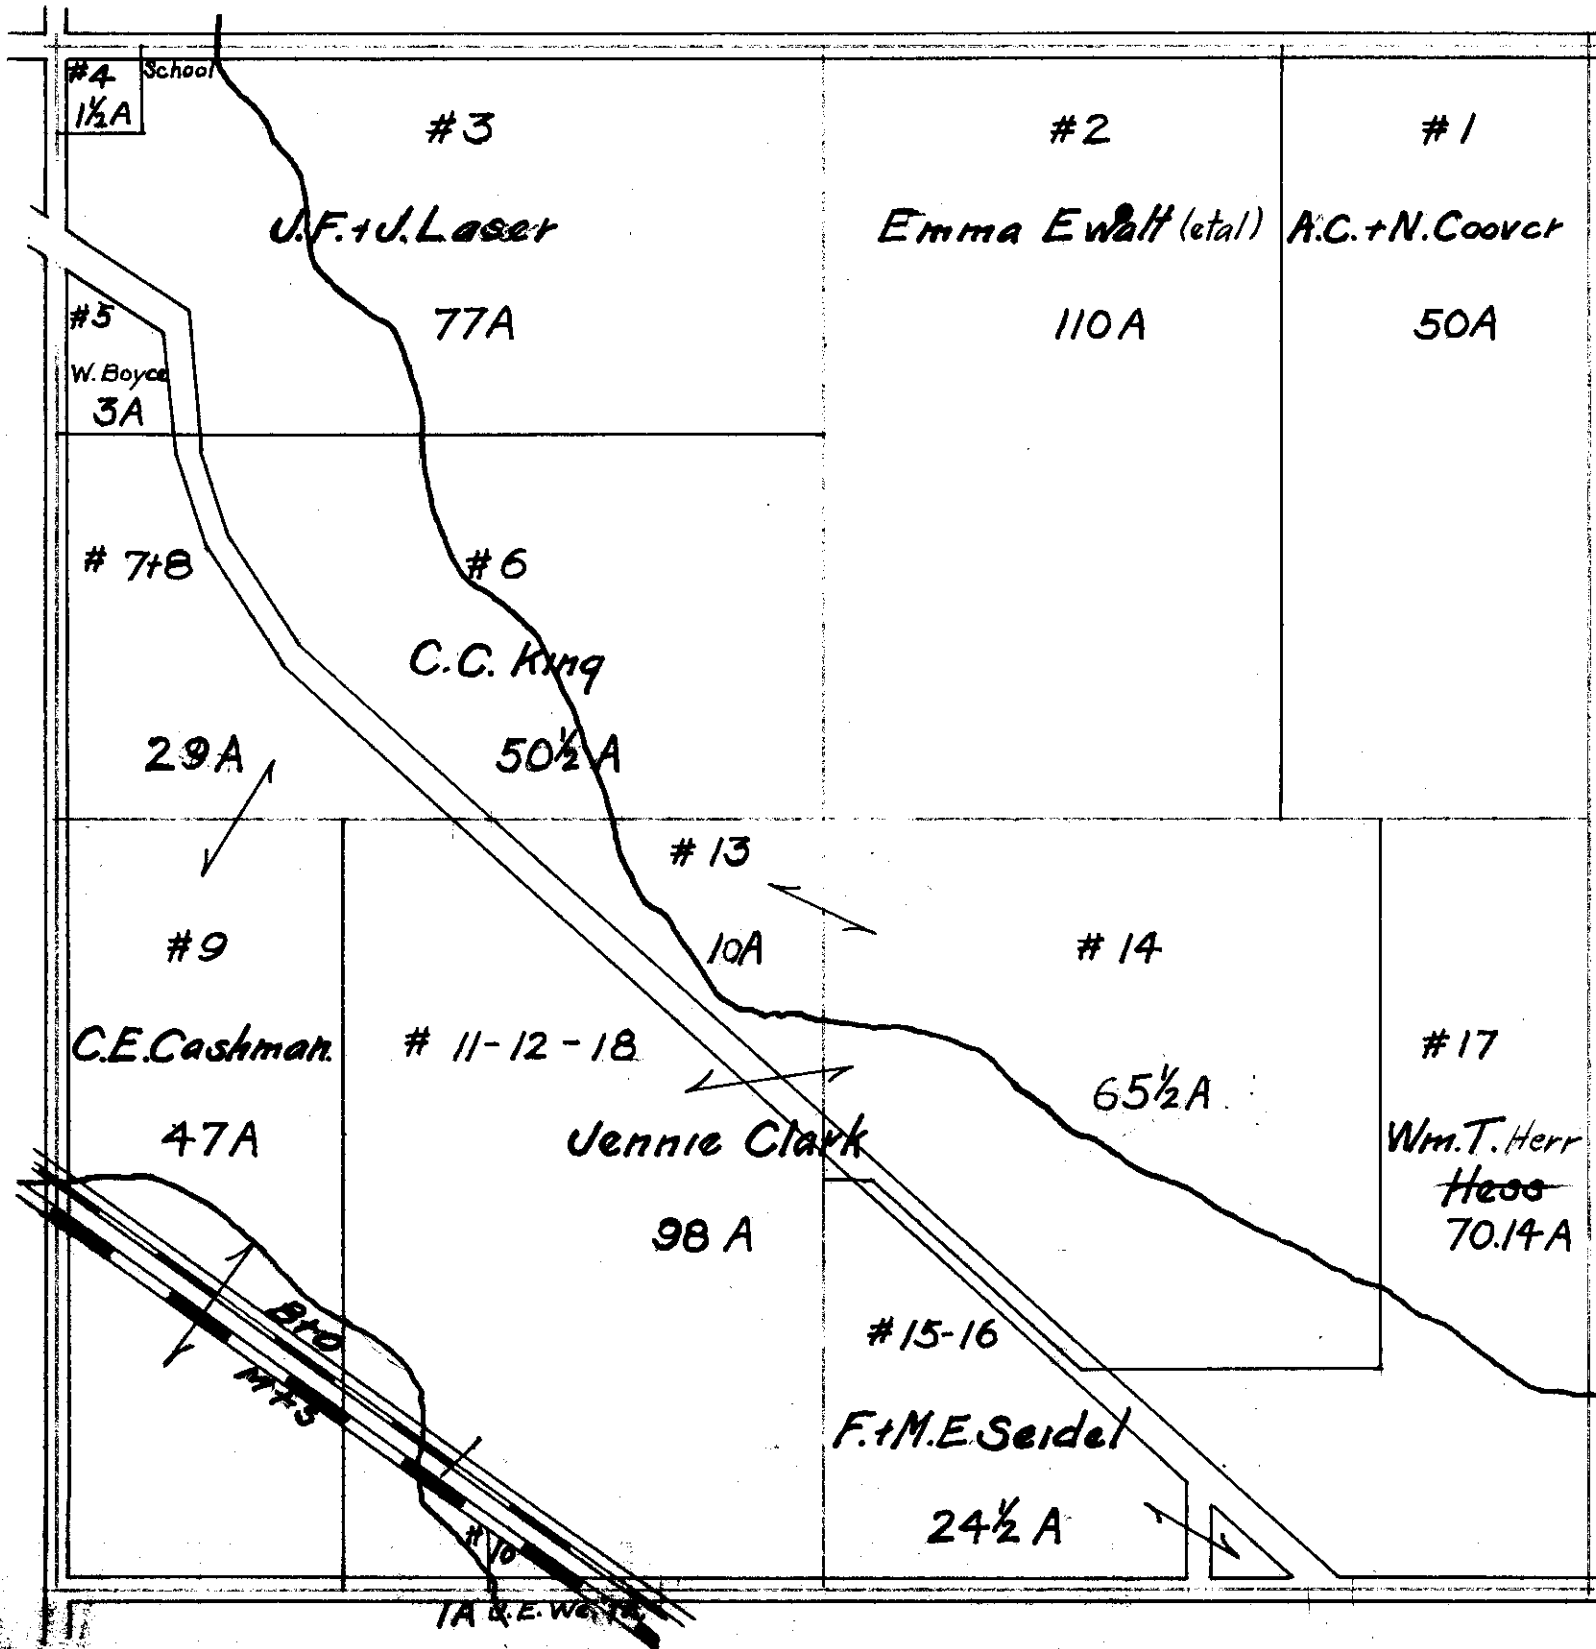 #4
1½A
School
#3
J.F.+J.Laser
77A
#2
Emma Ewalt (etal)
110A
#1
A.C.+N.Coover
50A
#5
W.Boyce
3A
# 7+8
29A
#6
C.C. King
50½A
#9
C.E.Cashman.
47A
# 11-12-18
Jennie Clark
98 A
# 13
10A
# 14
65½A
#17
Wm.T. Herr
Hess
70.14A
#15-16
F.+M.E.Seidel
24½ A
B+O
M+S
# 10
1A